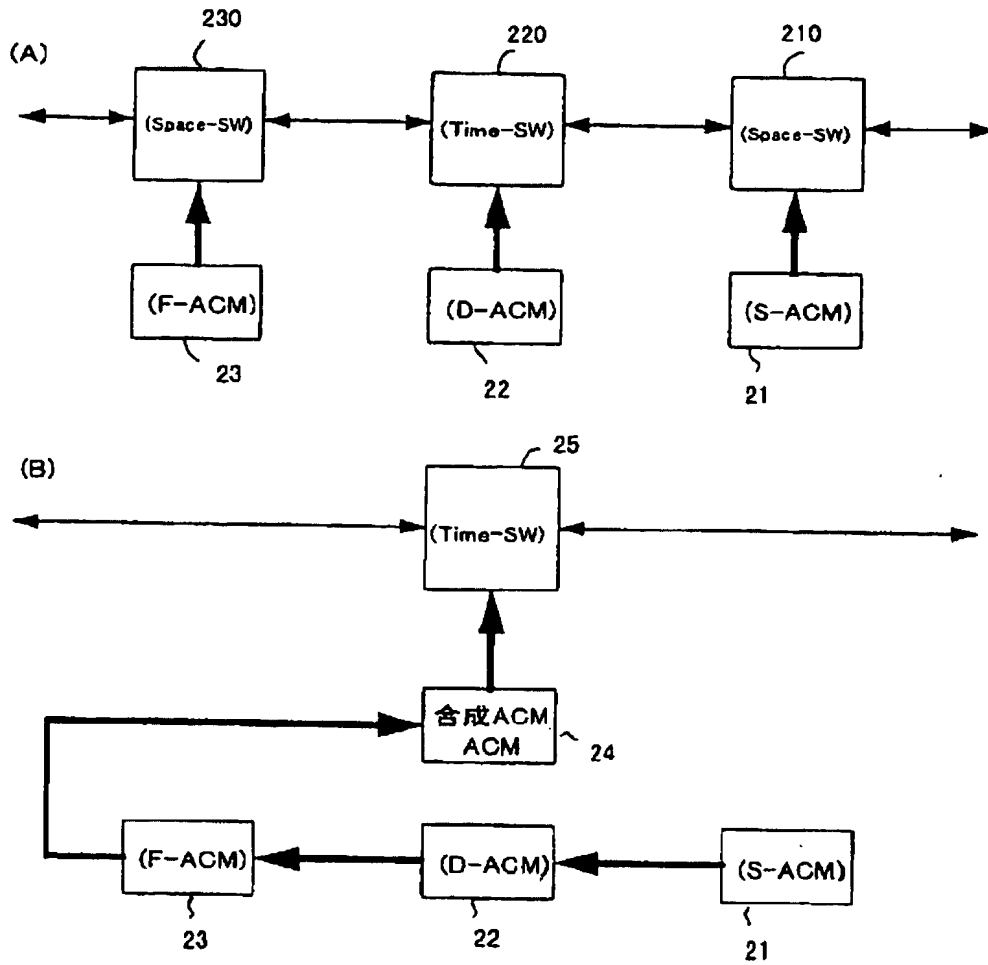 (A)
230
220
210
(Space-SW)
(Time-SW)
(Space-SW)
(F-ACM)
(D-ACM)
(S-ACM)
23
22
21
(B)
25
(Time-SW)
合成ACM
ACM
24
(F-ACM)
(D-ACM)
(S-ACM)
23
22
21